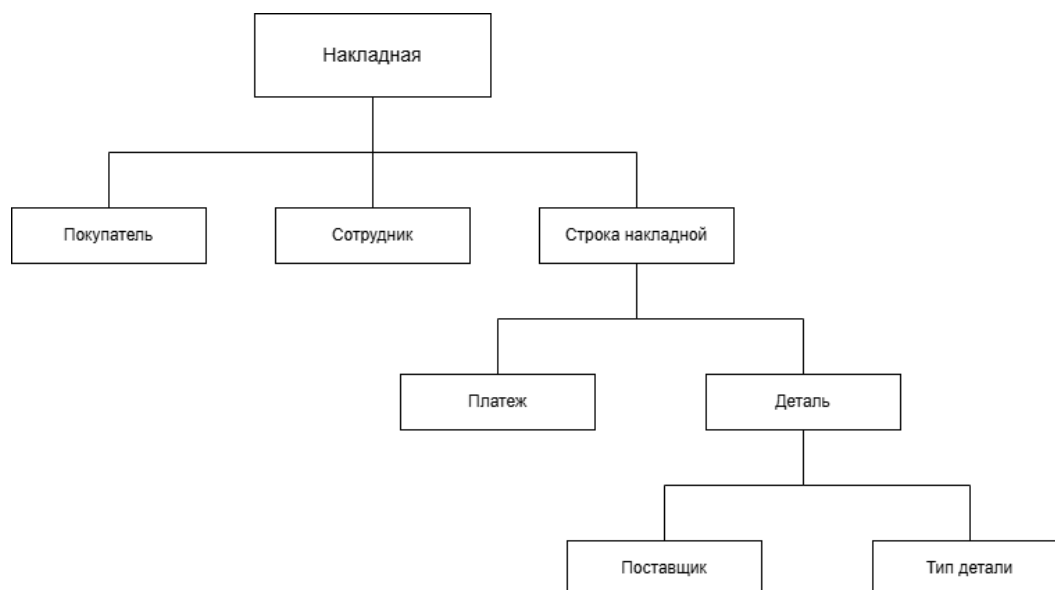 Накладная
Покупатель
Сотрудник
Строка накладной
Платеж
Деталь
Поставщик
Тип детали